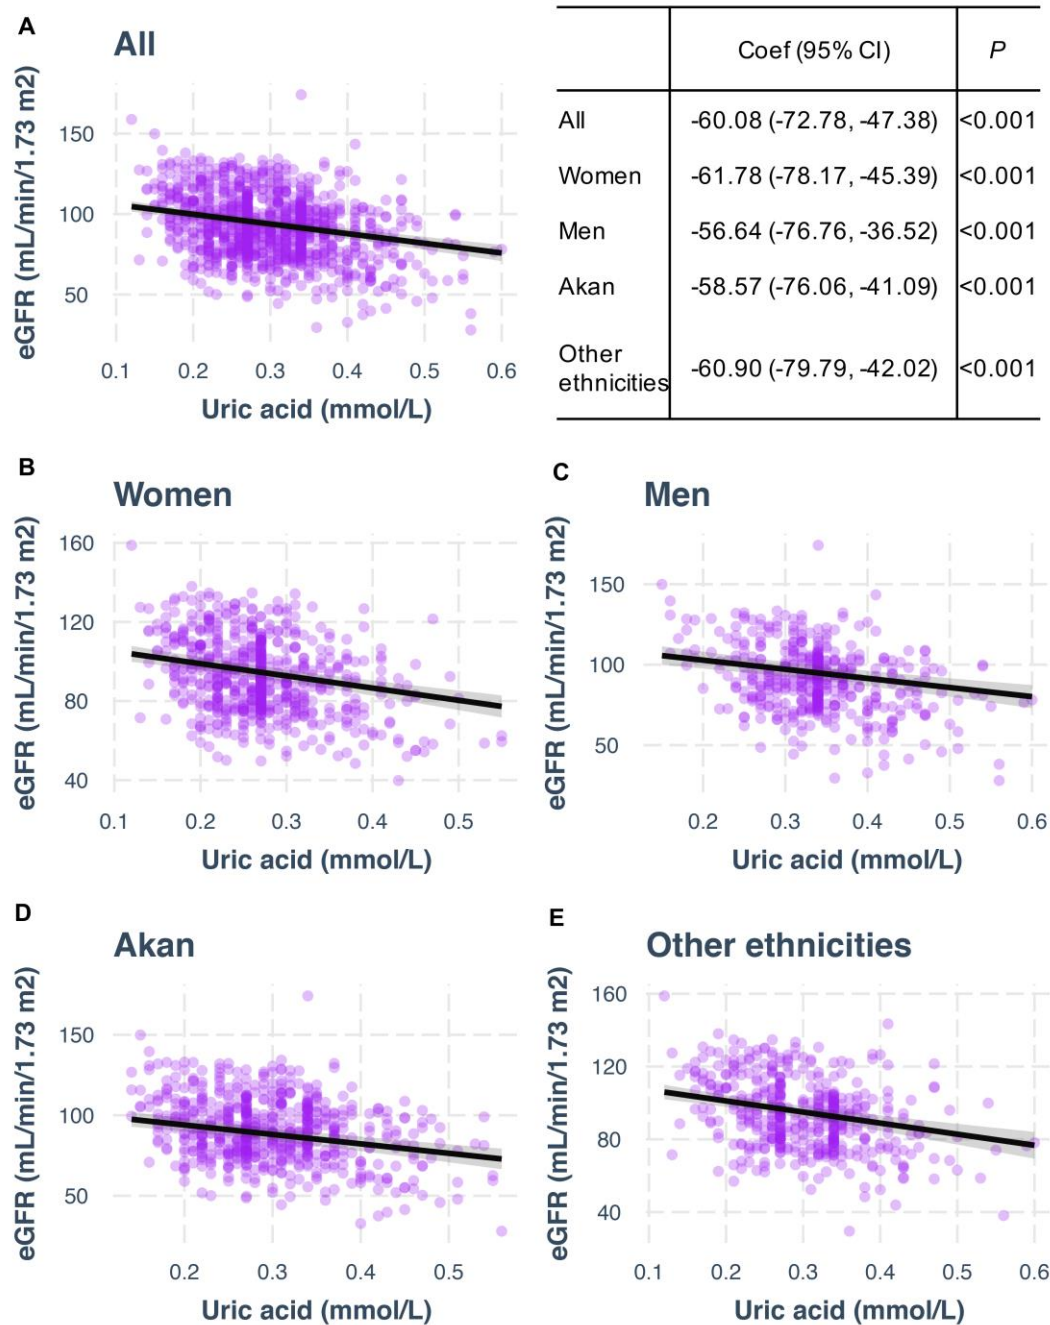 A
All
eGFR (mL/min/1.73 m2)
150
100
50
0.1 0.2 0.3 0.4 0.5 0.6
Uric acid (mmol/L)
Coef (95% CI) P
All -60.08 (-72.78, -47.38) <0.001
Women -61.78 (-78.17, -45.39) <0.001
Men -56.64 (-76.76, -36.52) <0.001
Akan -58.57 (-76.06, -41.09) <0.001
Other
ethnicities -60.90 (-79.79, -42.02) <0.001
B
Women
eGFR (mL/min/1.73 m2)
160
120
80
40
0.1 0.2 0.3 0.4 0.5
Uric acid (mmol/L)
C
Men
eGFR (mL/min/1.73 m2)
150
100
50
0.2 0.3 0.4 0.5 0.6
Uric acid (mmol/L)
D
Akan
eGFR (mL/min/1.73 m2)
150
100
50
0.2 0.3 0.4 0.5
Uric acid (mmol/L)
E
Other ethnicities
eGFR (mL/min/1.73 m2)
160
120
80
40
0.1 0.2 0.3 0.4 0.5 0.6
Uric acid (mmol/L)